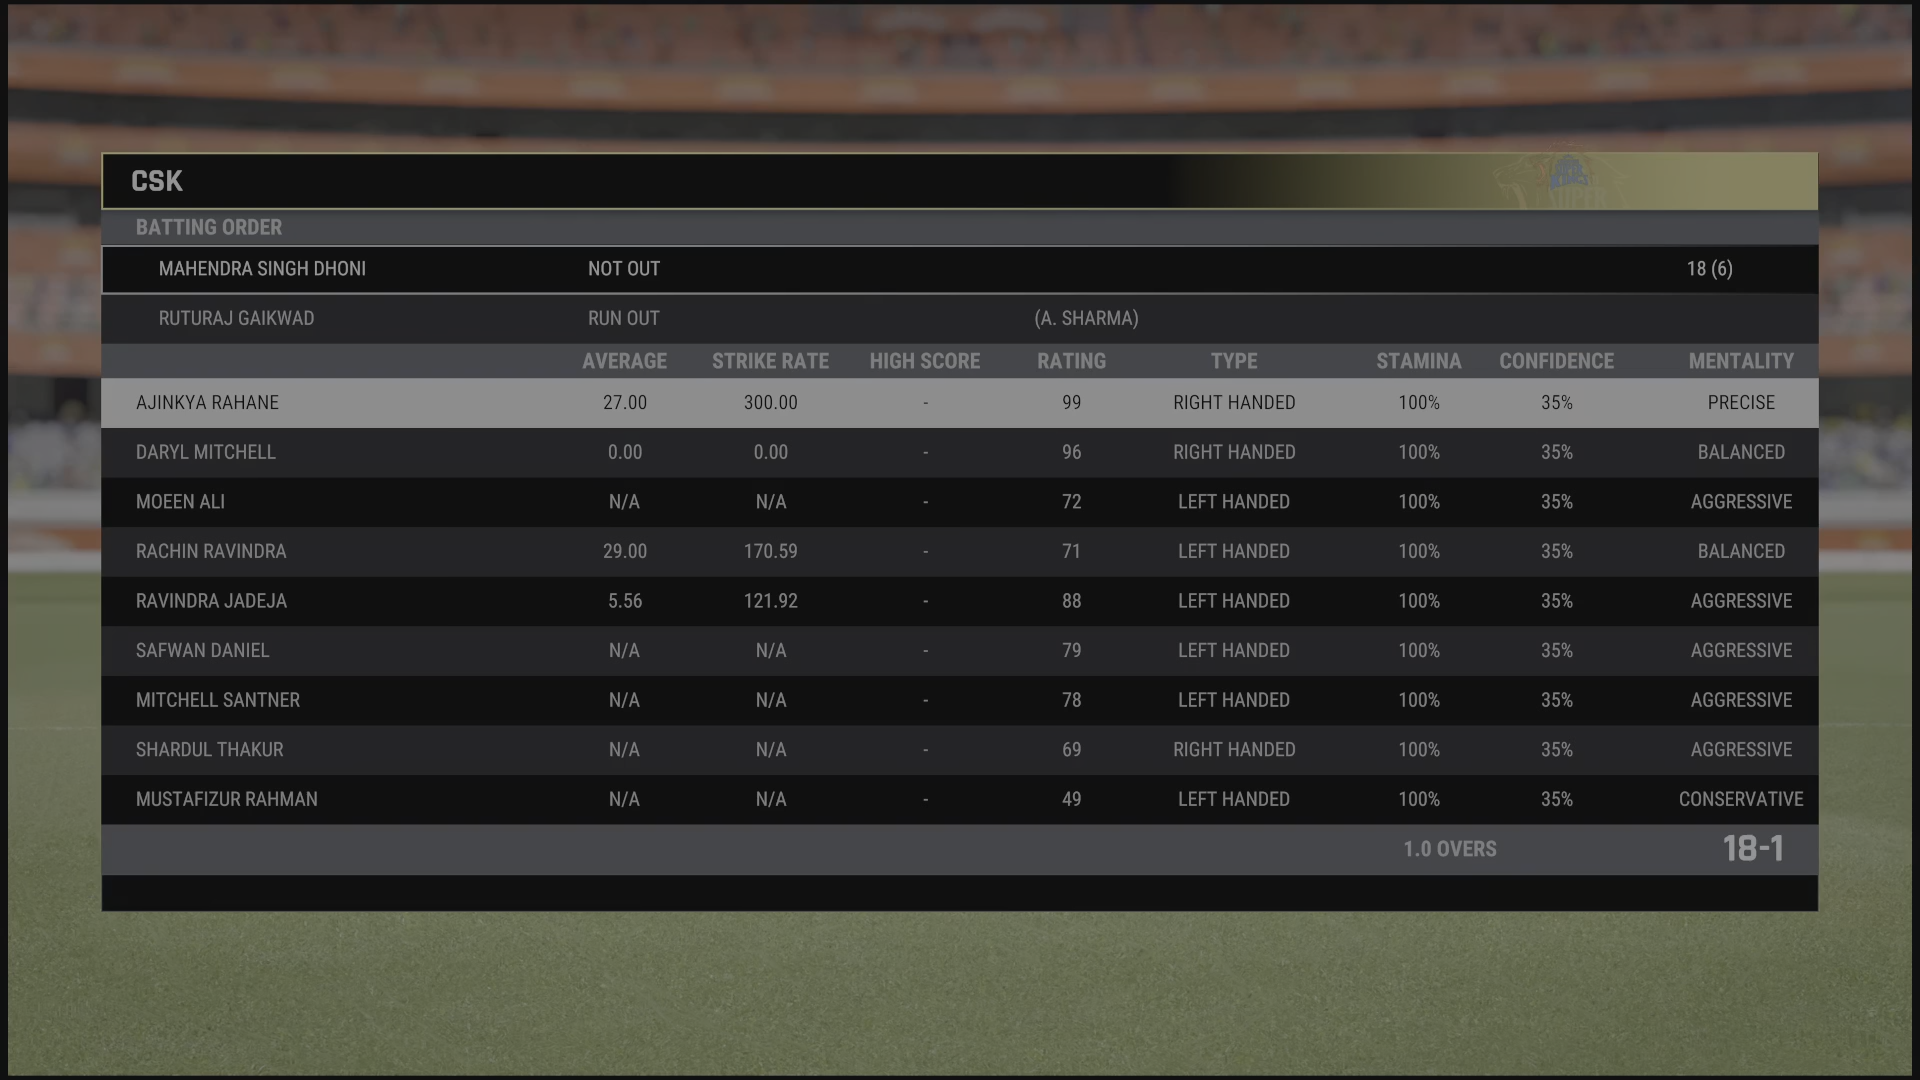 CSK
BATTING ORDER
MAHENDRA SINGH DHONI NOT OUT 18 (6)
RUTURAJ GAIKWAD RUN OUT (A. SHARMA)
AVERAGE STRIKE RATE HIGH SCORE RATING TYPE STAMINA CONFIDENCE MENTALITY
AJINKYA RAHANE 27.00 300.00 - 99 RIGHT HANDED 100% 35% PRECISE
DARYL MITCHELL 0.00 0.00 - 96 RIGHT HANDED 100% 35% BALANCED
MOEEN ALI N/A N/A - 72 LEFT HANDED 100% 35% AGGRESSIVE
RACHIN RAVINDRA 29.00 170.59 - 71 LEFT HANDED 100% 35% BALANCED
RAVINDRA JADEJA 5.56 121.92 - 88 LEFT HANDED 100% 35% AGGRESSIVE
SAFWAN DANIEL N/A N/A - 79 LEFT HANDED 100% 35% AGGRESSIVE
MITCHELL SANTNER N/A N/A - 78 LEFT HANDED 100% 35% AGGRESSIVE
SHARDUL THAKUR N/A N/A - 69 RIGHT HANDED 100% 35% AGGRESSIVE
MUSTAFIZUR RAHMAN N/A N/A - 49 LEFT HANDED 100% 35% CONSERVATIVE
1.0 OVERS 18-1